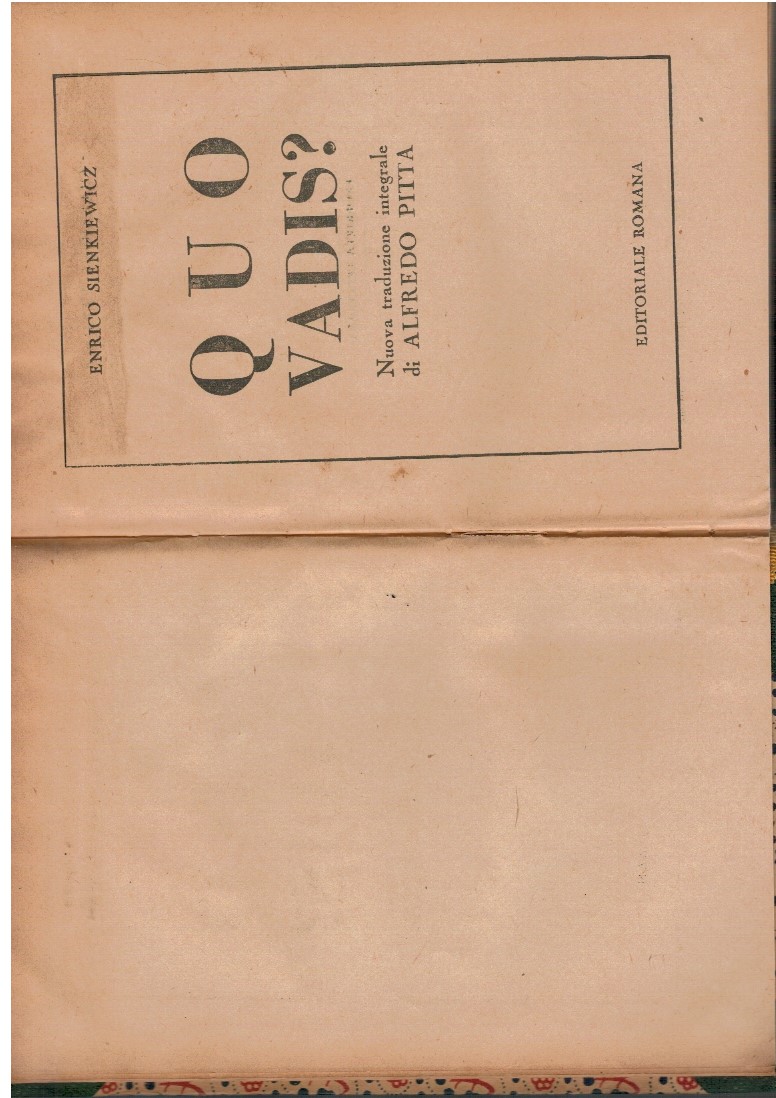 ENRICO SIENKIEWICZ
QUO
VADIS?
Nuova traduzione integrale
di ALFREDO PITTA
EDITORIALE ROMANA